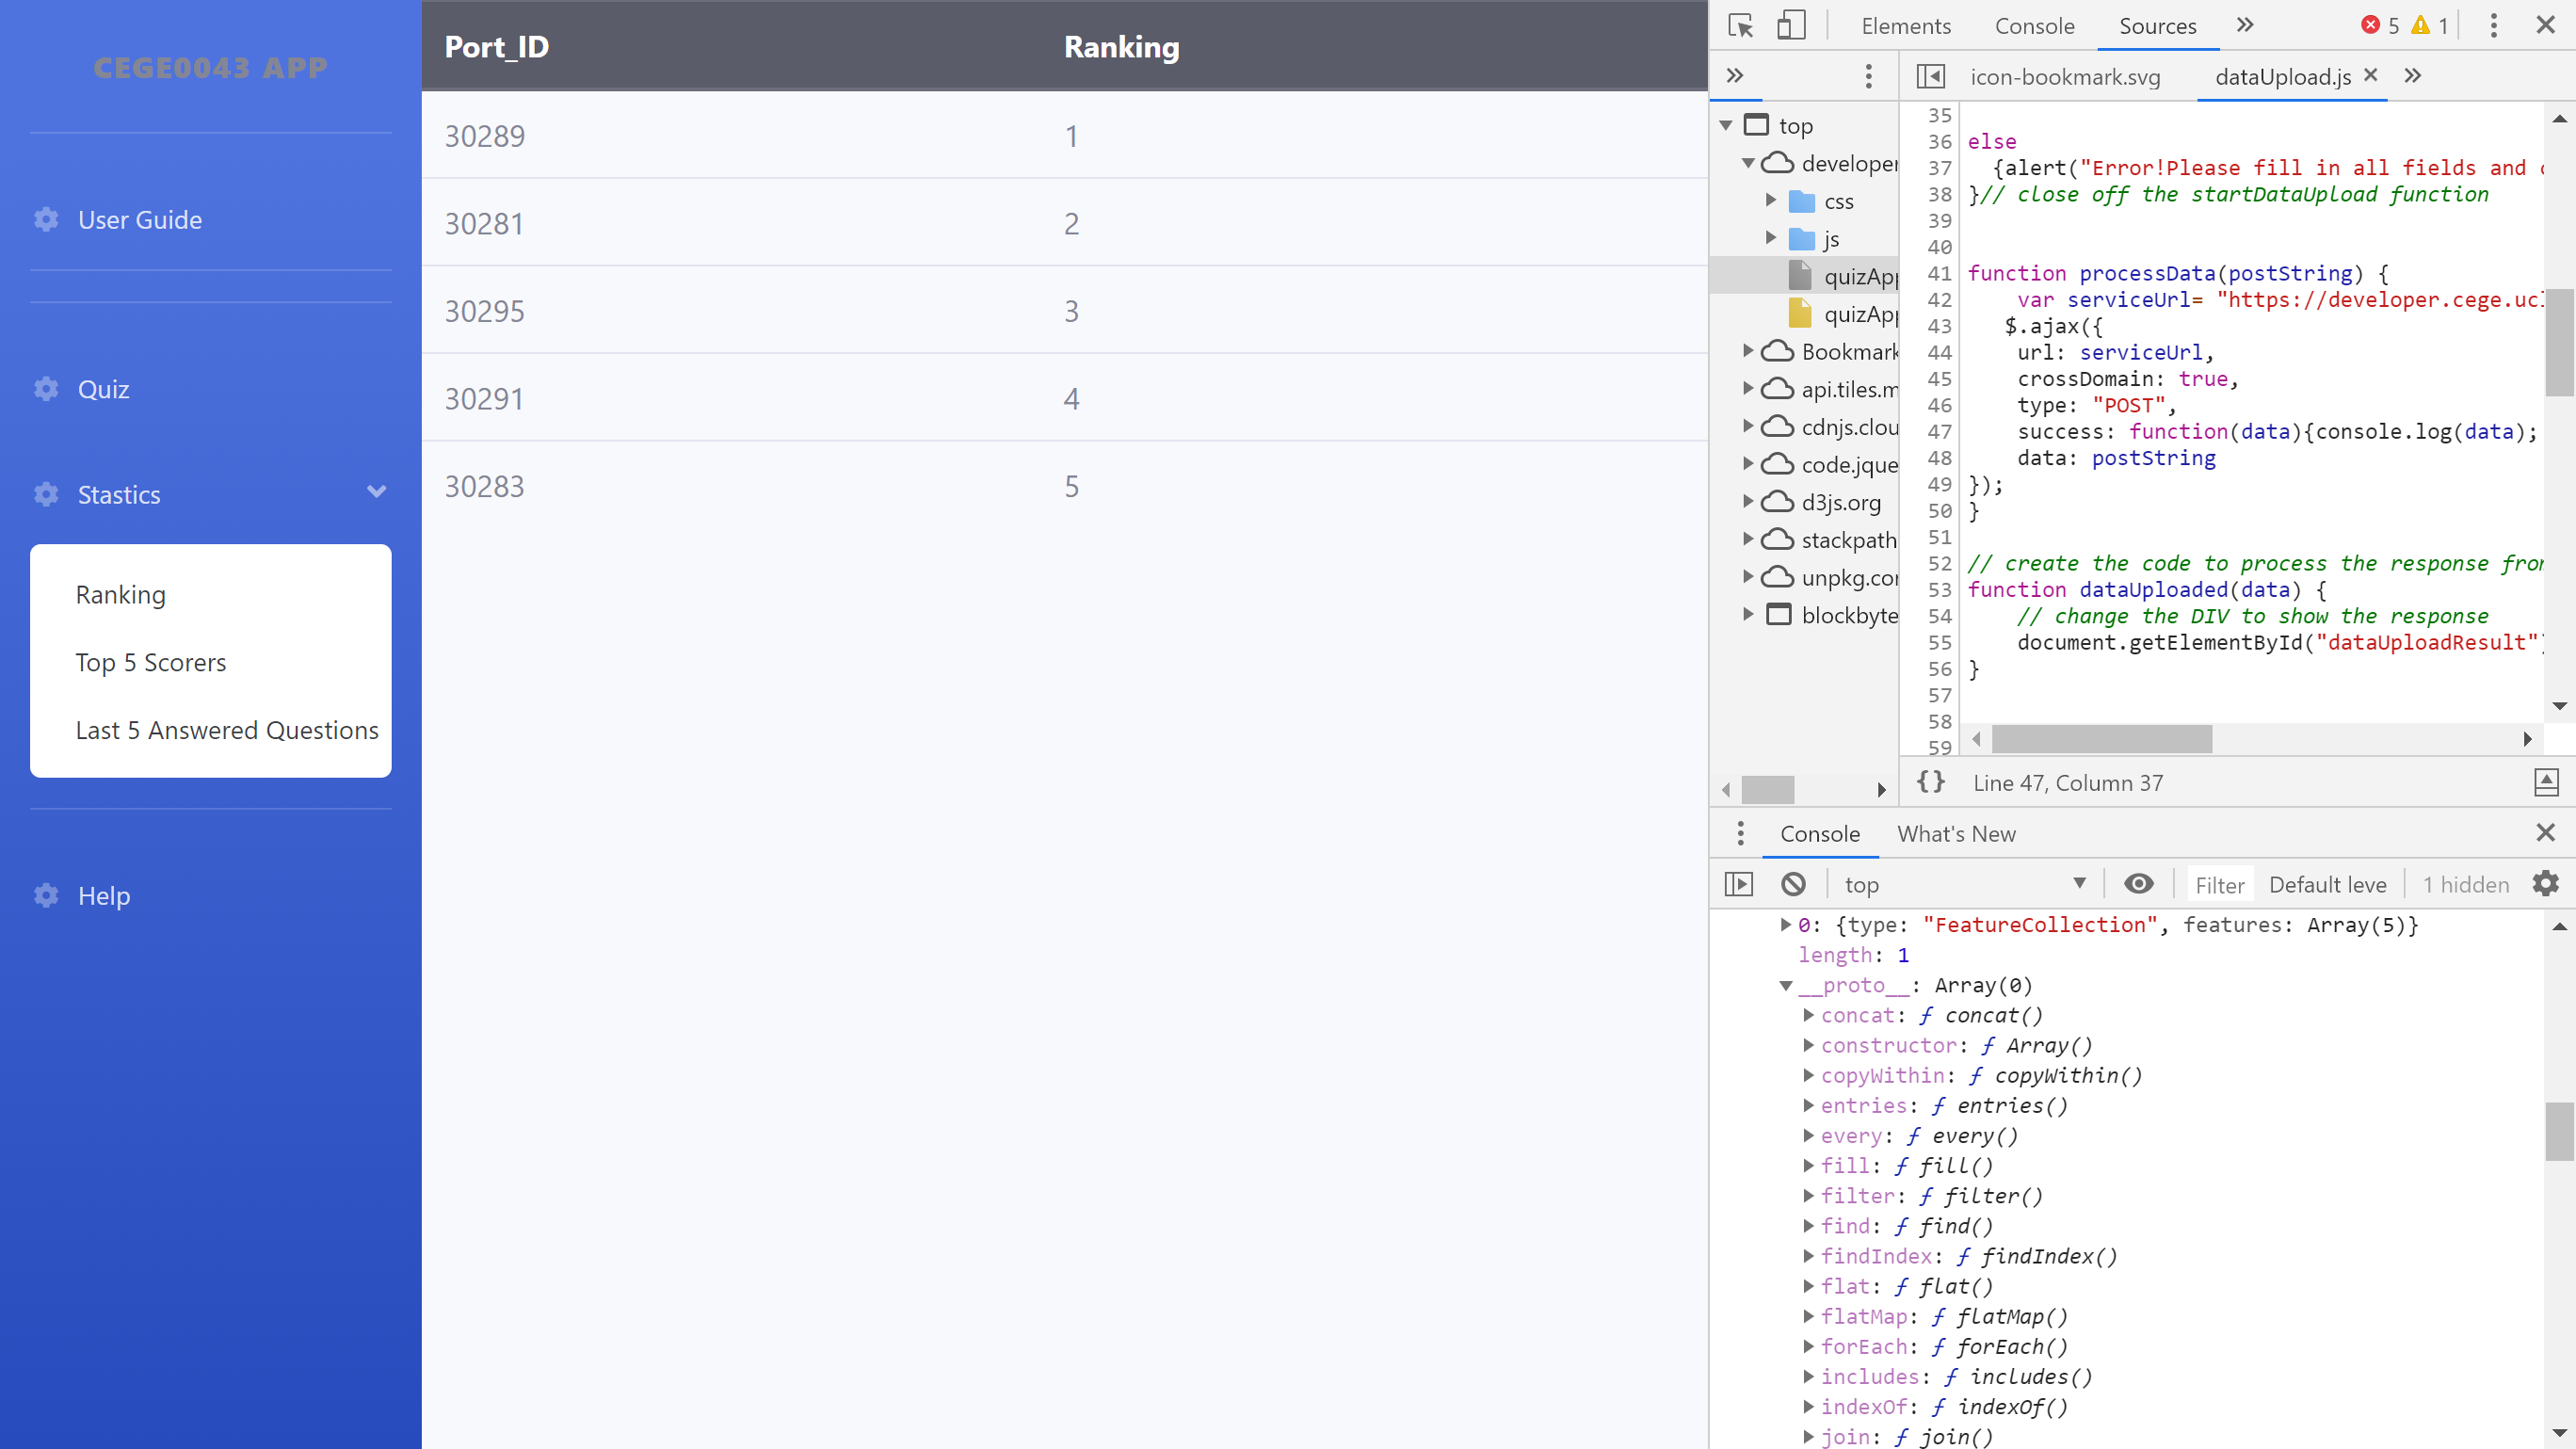 CEGE0043 APP
User Guide
Quiz
Stastics
Ranking
Top 5 Scorers
Last 5 Answered Questions
Help
Port_ID Ranking
30289 1
30281 2
30295 3
30291 4
30283 5
Elements Console Sources 5 1
icon-bookmark.svg dataUpload.js
top
developer
css
js
quizApp
quizApp
Bookmark
api.tiles.m
cdnjs.clou
code.jque
d3js.org
stackpath
unpkg.cor
blockbyte
35
36 else
37 {alert("Error!Please fill in all fields and
38 }// close off the startDataUpload function
39
40
41 function processData(postString) {
42 var serviceUrl= "https://developer.cege.ucl
43 $.ajax({
44 url: serviceUrl,
45 crossDomain: true,
46 type: "POST",
47 success: function(data){console.log(data);
48 data: postString
49 });
50 }
51
52 // create the code to process the response from
53 function dataUploaded(data) {
54 // change the DIV to show the response
55 document.getElementById("dataUploadResult")
56 }
57
58
59
{} Line 47, Column 37
Console What's New
top Filter Default leve 1 hidden
0: {type: "FeatureCollection", features: Array(5)}
length: 1
__proto__: Array(0)
concat: ƒ concat()
constructor: ƒ Array()
copyWithin: ƒ copyWithin()
entries: ƒ entries()
every: ƒ every()
fill: ƒ fill()
filter: ƒ filter()
find: ƒ find()
findIndex: ƒ findIndex()
flat: ƒ flat()
flatMap: ƒ flatMap()
forEach: ƒ forEach()
includes: ƒ includes()
indexOf: ƒ indexOf()
join: ƒ join()